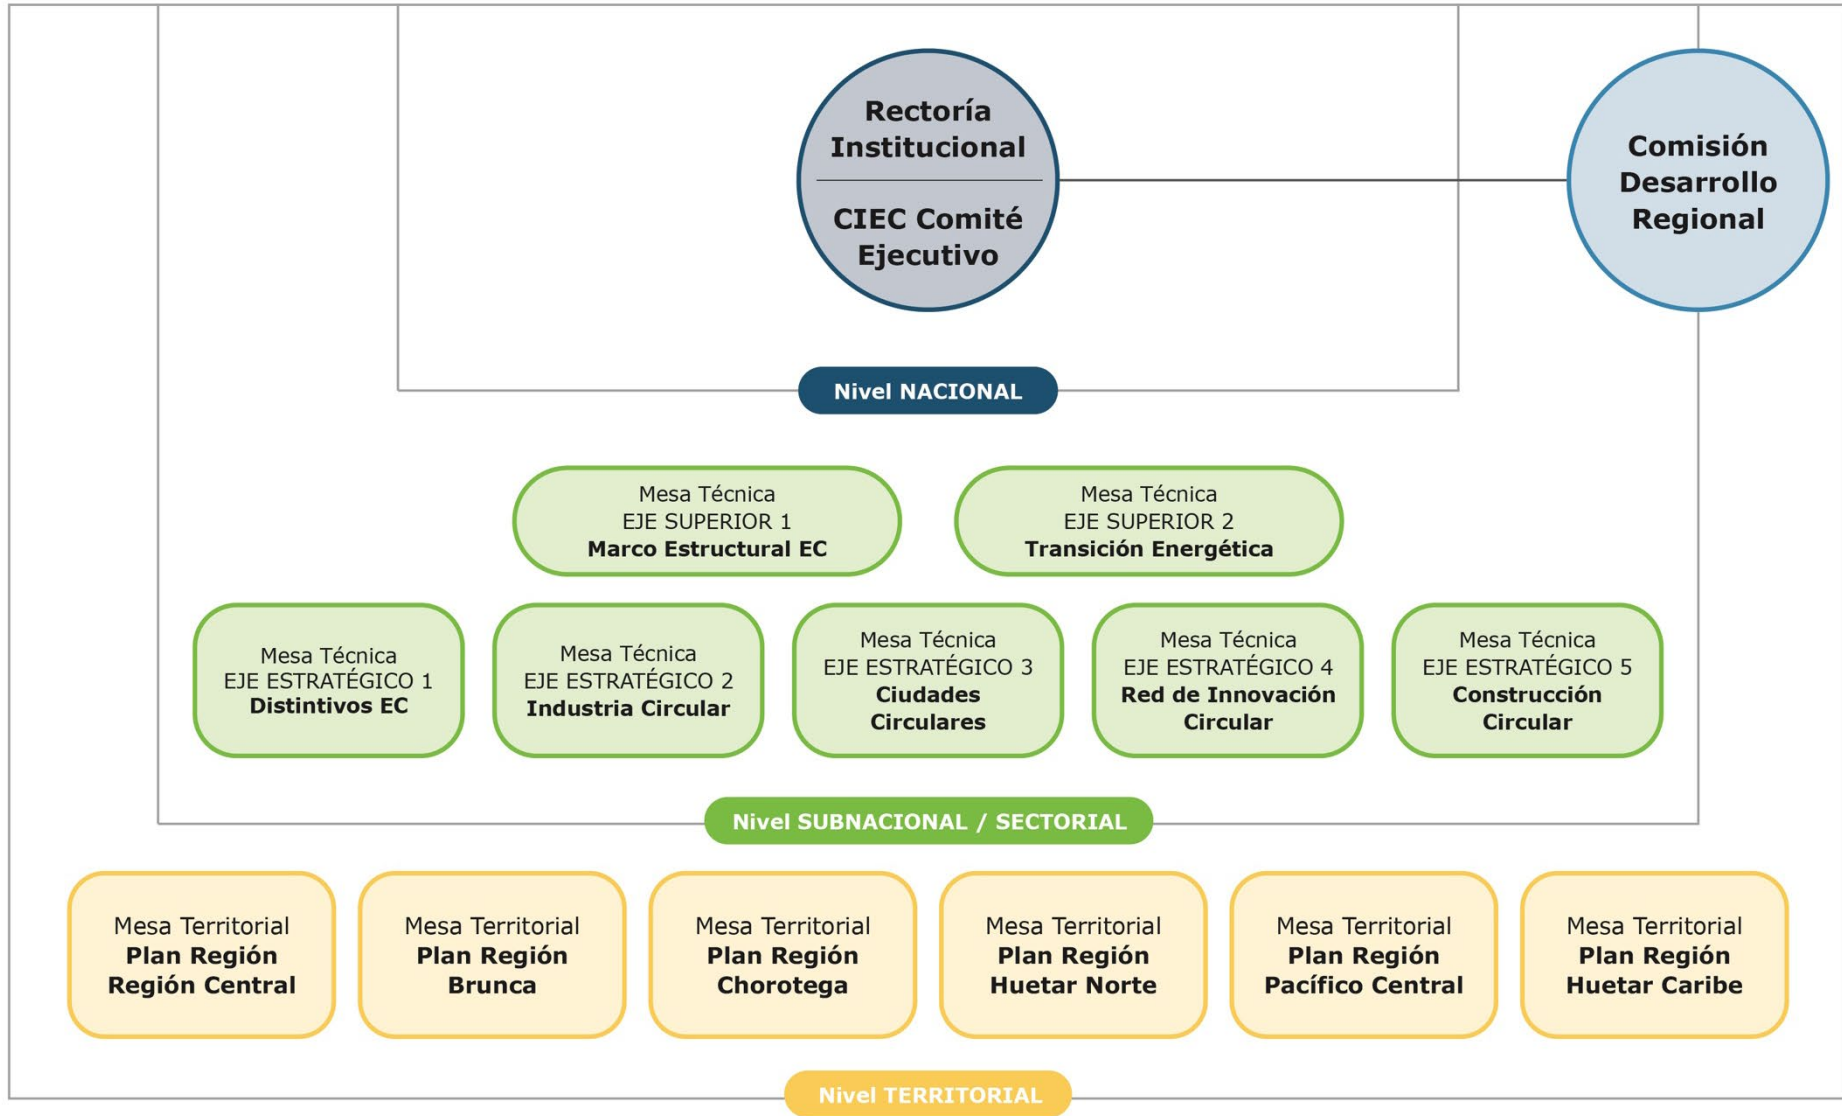 Rectoría
Institucional
CIEC Comité
Ejecutivo
Comisión
Desarrollo
Regional
Nivel NACIONAL
Mesa Técnica
EJE SUPERIOR 1
Marco Estructural EC
Mesa Técnica
EJE SUPERIOR 2
Transición Energética
Mesa Técnica
EJE ESTRATÉGICO 1
Distintivos EC
Mesa Técnica
EJE ESTRATÉGICO 2
Industria Circular
Mesa Técnica
EJE ESTRATÉGICO 3
Ciudades
Circulares
Mesa Técnica
EJE ESTRATÉGICO 4
Red de Innovación
Circular
Mesa Técnica
EJE ESTRATÉGICO 5
Construcción
Circular
Nivel SUBNACIONAL / SECTORIAL
Mesa Territorial
Plan Región
Región Central
Mesa Territorial
Plan Región
Brunca
Mesa Territorial
Plan Región
Chorotega
Mesa Territorial
Plan Región
Huetar Norte
Mesa Territorial
Plan Región
Pacífico Central
Mesa Territorial
Plan Región
Huetar Caribe
Nivel TERRITORIAL